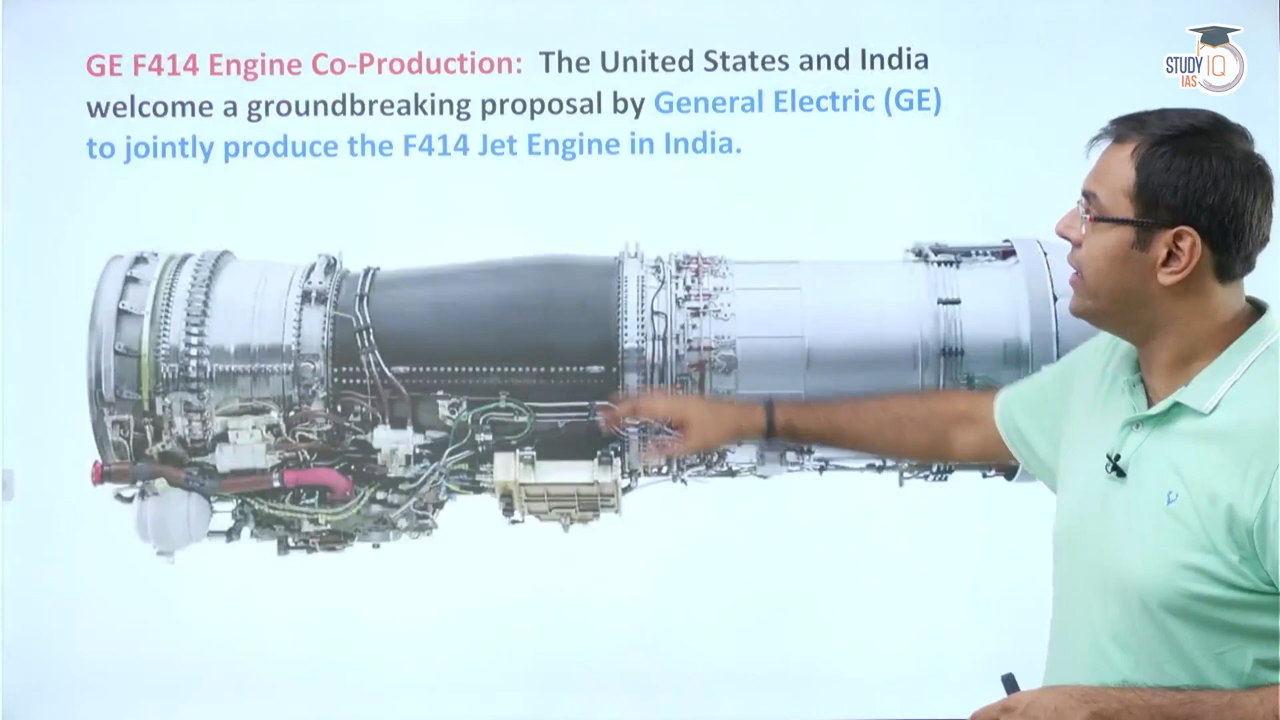 GE F414 Engine Co-Production: The United States and India
welcome a groundbreaking proposal by General Electric (GE)
to jointly produce the F414 Jet Engine in India.
STUDY IQ
IAS